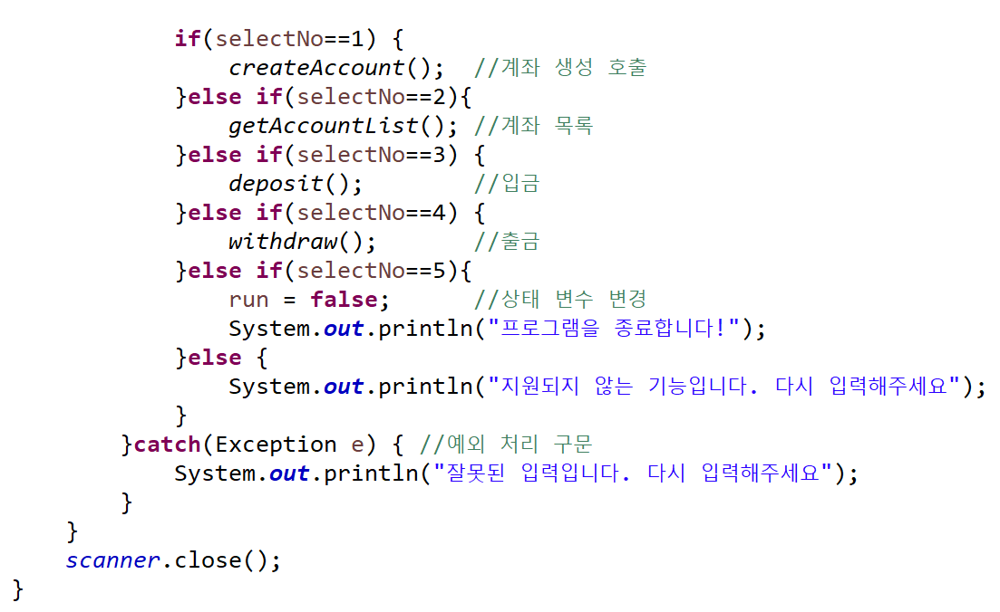 if(selectNo==1) {
createAccount();  //계좌 생성 호출
}else if(selectNo==2){
getAccountList(); //계좌 목록
}else if(selectNo==3) {
deposit();        //입금
}else if(selectNo==4) {
withdraw();       //출금
}else if(selectNo==5){
run = false;      //상태 변수 변경
System.out.println("프로그램을 종료합니다!");
}else {
System.out.println("지원되지 않는 기능입니다. 다시 입력해주세요");
}
}catch(Exception e) { //예외 처리 구문
System.out.println("잘못된 입력입니다. 다시 입력해주세요");
}
}
scanner.close();
}